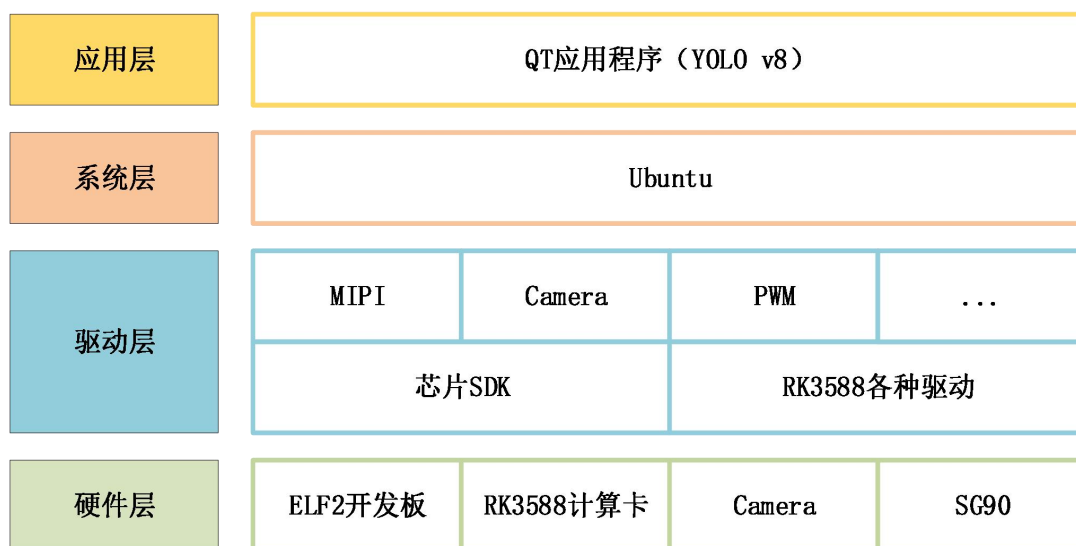 应用层
QT应用程序（YOLO v8）
系统层
Ubuntu
驱动层
MIPI
Camera
PWM
...
芯片SDK
RK3588各种驱动
硬件层
ELF2开发板
RK3588计算卡
Camera
SG90